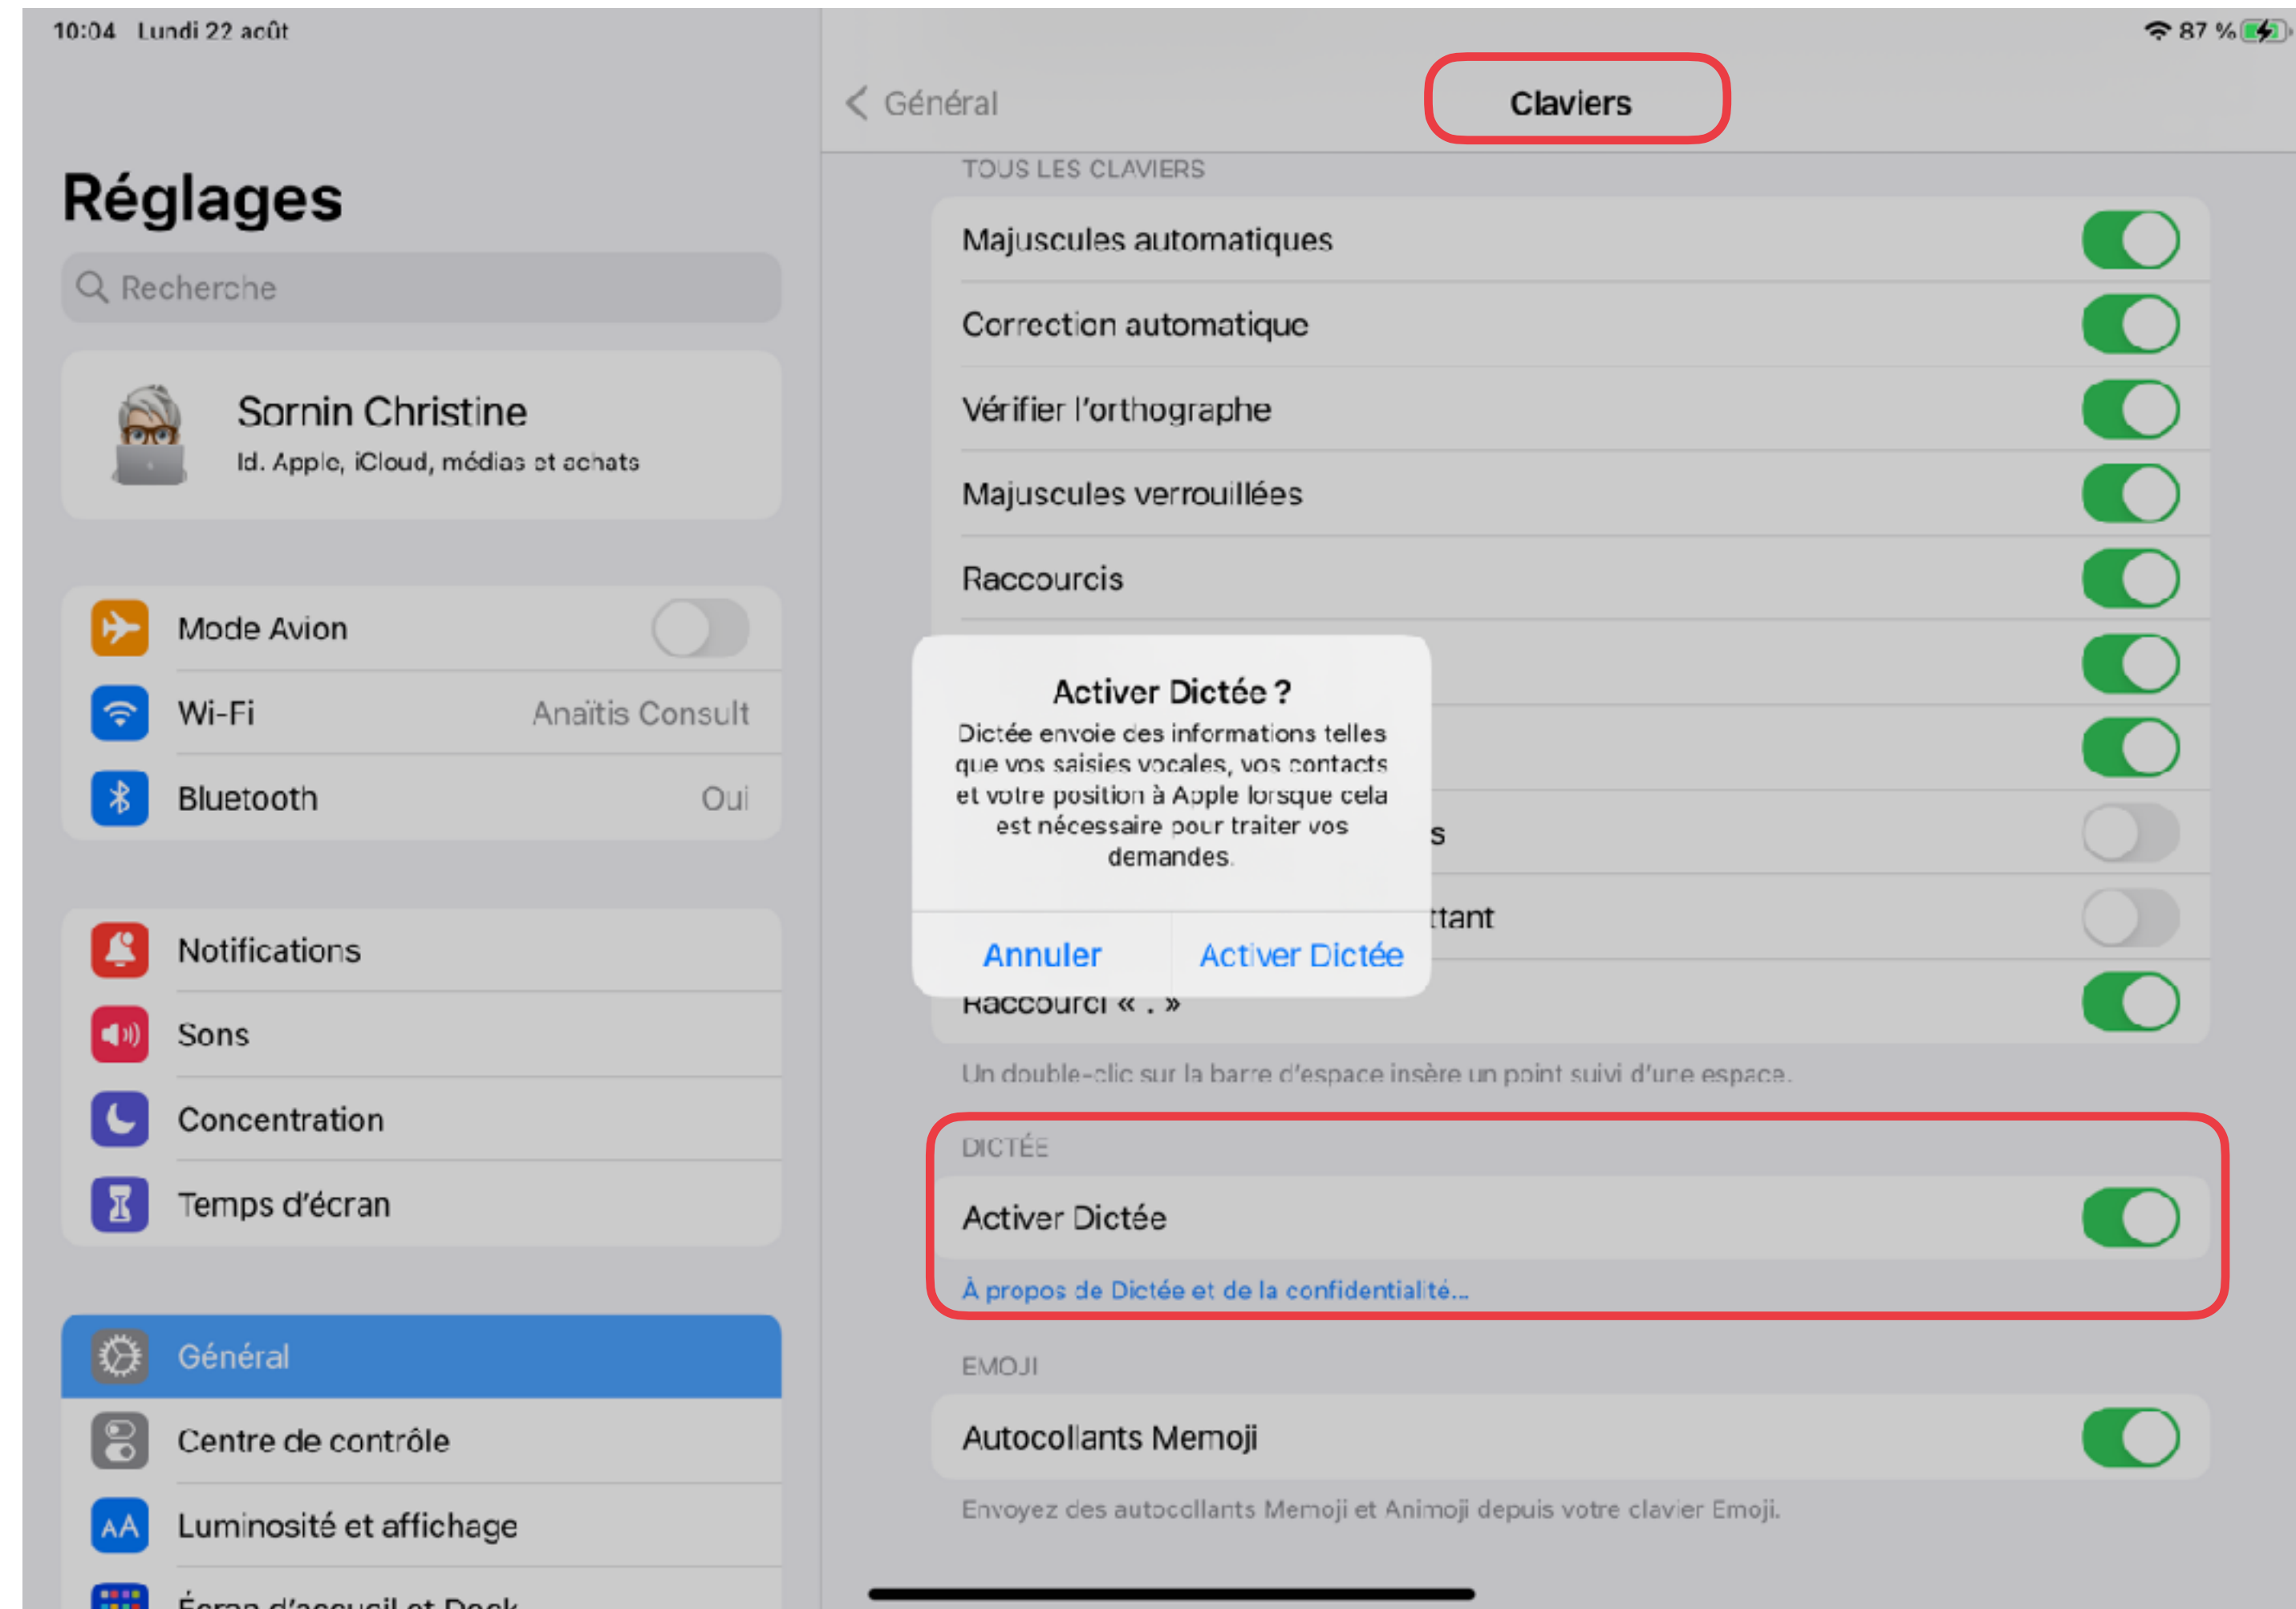 10:04 Lundi 22 août
87 %
Réglages
Recherche
Sornin Christine
Id. Apple, iCloud, médias et achats
Mode Avion
Wi-Fi
Anaïtis Consult
Bluetooth
Oui
Notifications
Sons
Concentration
Temps d'écran
Général
Centre de contrôle
AA
Luminosité et affichage
Écran d'accueil et Dock
Général
Claviers
TOUS LES CLAVIERS
Majuscules automatiques
Correction automatique
Vérifier l'orthographe
Majuscules verrouillées
Raccourcis
Activer Dictée ?
Dictée envoie des informations telles
que vos saisies vocales, vos contacts
et votre position à Apple lorsque cela
est nécessaire pour traiter vos
demandes.
Annuler
Activer Dictée
s
ttant
Raccourci « . »
Un double-clic sur la barre d'espace insère un point suivi d'une espace.
DICTÉE
Activer Dictée
À propos de Dictée et de la confidentialité...
EMOJI
Autocollants Memoji
Envoyez des autocollants Memoji et Animoji depuis votre clavier Emoji.